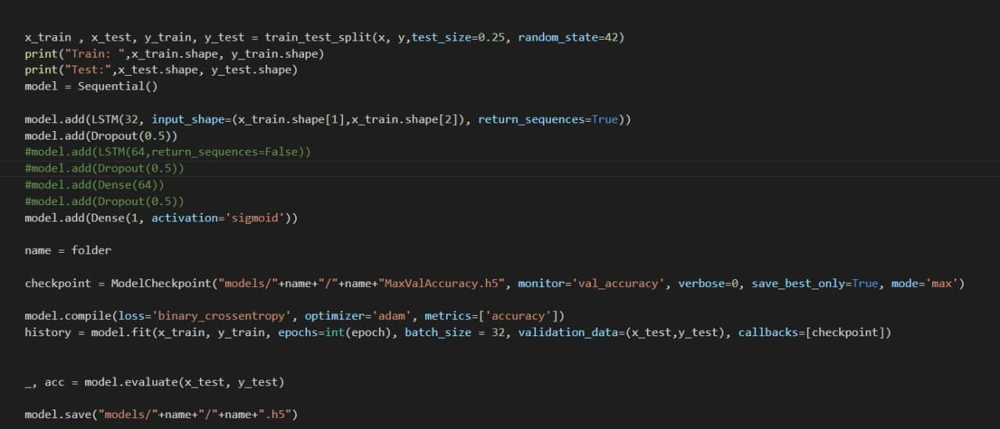 x_train , x_test, y_train, y_test = train_test_split(x, y,test_size=0.25, random_state=42)
print("Train: ",x_train.shape, y_train.shape)
print("Test:",x_test.shape, y_test.shape)
model = Sequential()
model.add(LSTM(32, input_shape=(x_train.shape[1],x_train.shape[2]), return_sequences=True))
model.add(Dropout(0.5))
#model.add(LSTM(64,return_sequences=False))
#model.add(Dropout(0.5))
#model.add(Dense(64))
#model.add(Dropout(0.5))
model.add(Dense(1, activation='sigmoid'))
name = folder
checkpoint = ModelCheckpoint("models/"+name+"/"+name+"MaxValAccuracy.h5", monitor='val_accuracy', verbose=0, save_best_only=True, mode='max')
model.compile(loss='binary_crossentropy', optimizer='adam', metrics=['accuracy'])
history = model.fit(x_train, y_train, epochs=int(epoch), batch_size = 32, validation_data=(x_test,y_test), callbacks=[checkpoint])
_, acc = model.evaluate(x_test, y_test)
model.save("models/"+name+"/"+name+".h5")